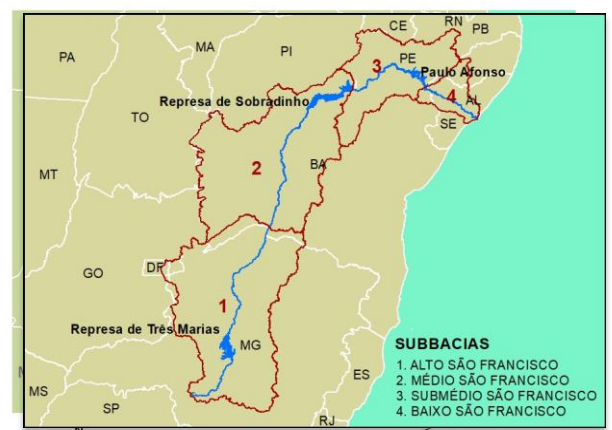 CE
RN
PB
MA
PI
PA
3
PE
Paulo Afonso
4
AL
Represa de Sobradinho
TO
SE
2
BA
MT
GO
DF
1
Represa de Três Marias
MG
SUBBACIAS
1. ALTO SÃO FRANCISCO
2. MÉDIO SÃO FRANCISCO
3. SUBMÉDIO SÃO FRANCISCO
4. BAIXO SÃO FRANCISCO
ES
MS
SP
RJ